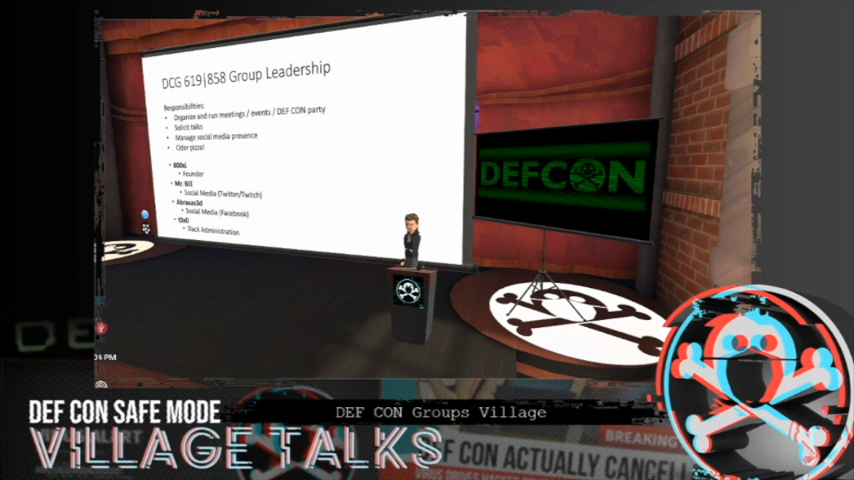 DCG 619|858 Group Leadership
Responsibilities:
• Organize and run meetings / events / DEF CON party
• Solicit talks
• Manage social media presence
• Oder pizza!
• 800xl
• Founder
• Mr. Bill
• Social Media (Twitter/Twitch)
• Abraxas3d
• Social Media (Facebook)
• Slack Administration
DEFCON
PM
DEF CON Groups Village
DEF CON SAFE MODE
VILLAGE TALKS
BREAKING
F CON ACTUALLY CANCELL